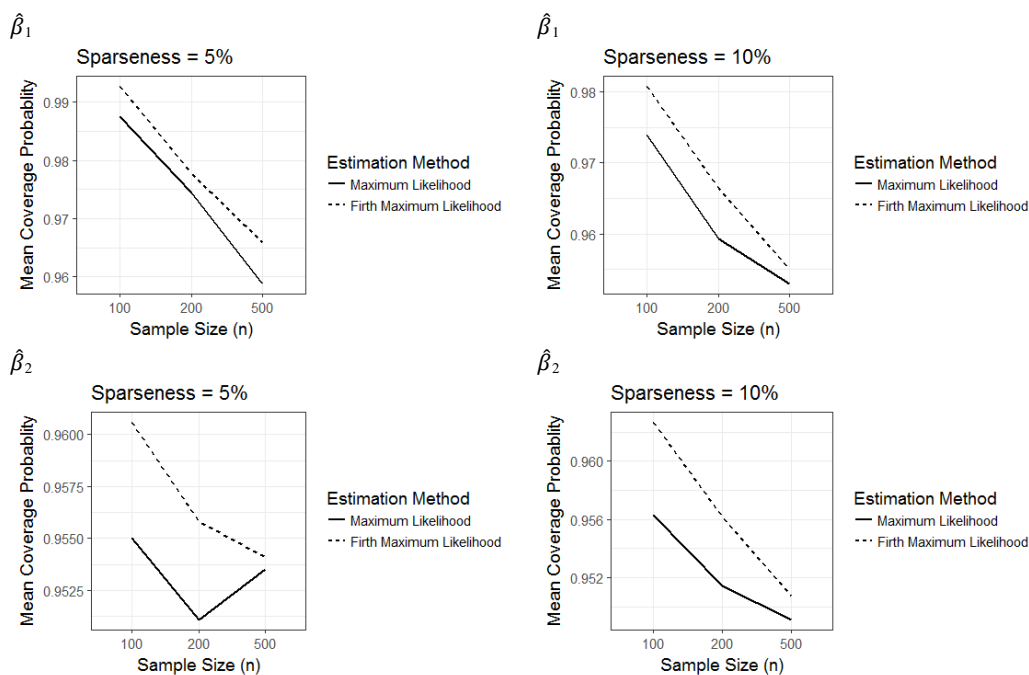 β̂₁
Sparseness = 5%
Mean Coverage Probablity
0.99
0.98
0.97
0.96
100 200 500
Sample Size (n)
Estimation Method
Maximum Likelihood
Firth Maximum Likelihood
β̂₁
Sparseness = 10%
Mean Coverage Probablity
0.98
0.97
0.96
100 200 500
Sample Size (n)
Estimation Method
Maximum Likelihood
Firth Maximum Likelihood
β̂₂
Sparseness = 5%
Mean Coverage Probablity
0.9600
0.9575
0.9550
0.9525
100 200 500
Sample Size (n)
Estimation Method
Maximum Likelihood
Firth Maximum Likelihood
β̂₂
Sparseness = 10%
Mean Coverage Probablity
0.960
0.956
0.952
100 200 500
Sample Size (n)
Estimation Method
Maximum Likelihood
Firth Maximum Likelihood